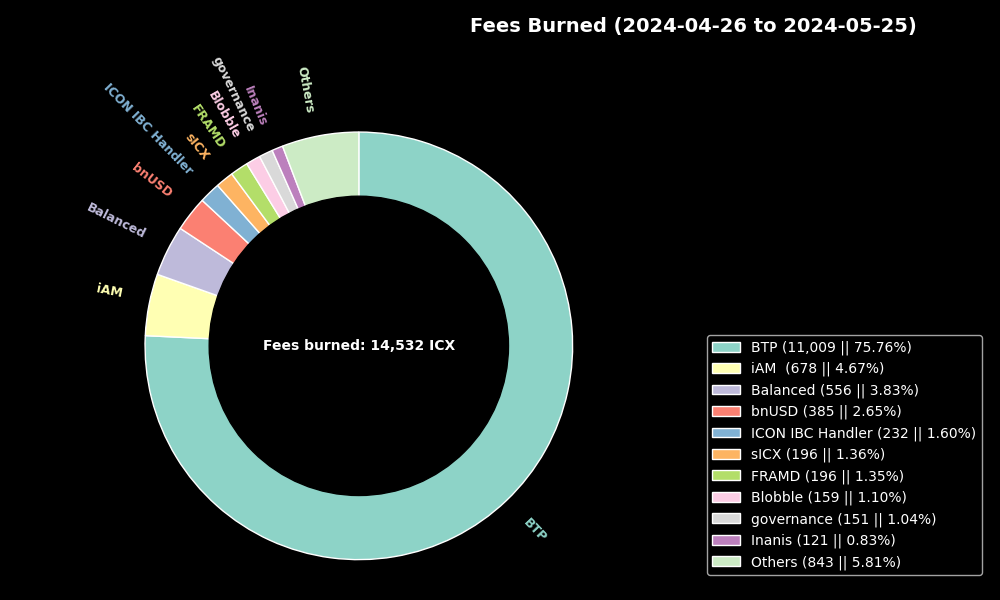 Fees Burned (2024-04-26 to 2024-05-25)
Others
governance
Inanis
Blobble
FRAMD
ICON IBC Handler
sICX
bnUSD
Balanced
iAM
Fees burned: 14,532 ICX
BTP
BTP (11,009 || 75.76%)
iAM  (678 || 4.67%)
Balanced (556 || 3.83%)
bnUSD (385 || 2.65%)
ICON IBC Handler (232 || 1.60%)
sICX (196 || 1.36%)
FRAMD (196 || 1.35%)
Blobble (159 || 1.10%)
governance (151 || 1.04%)
Inanis (121 || 0.83%)
Others (843 || 5.81%)